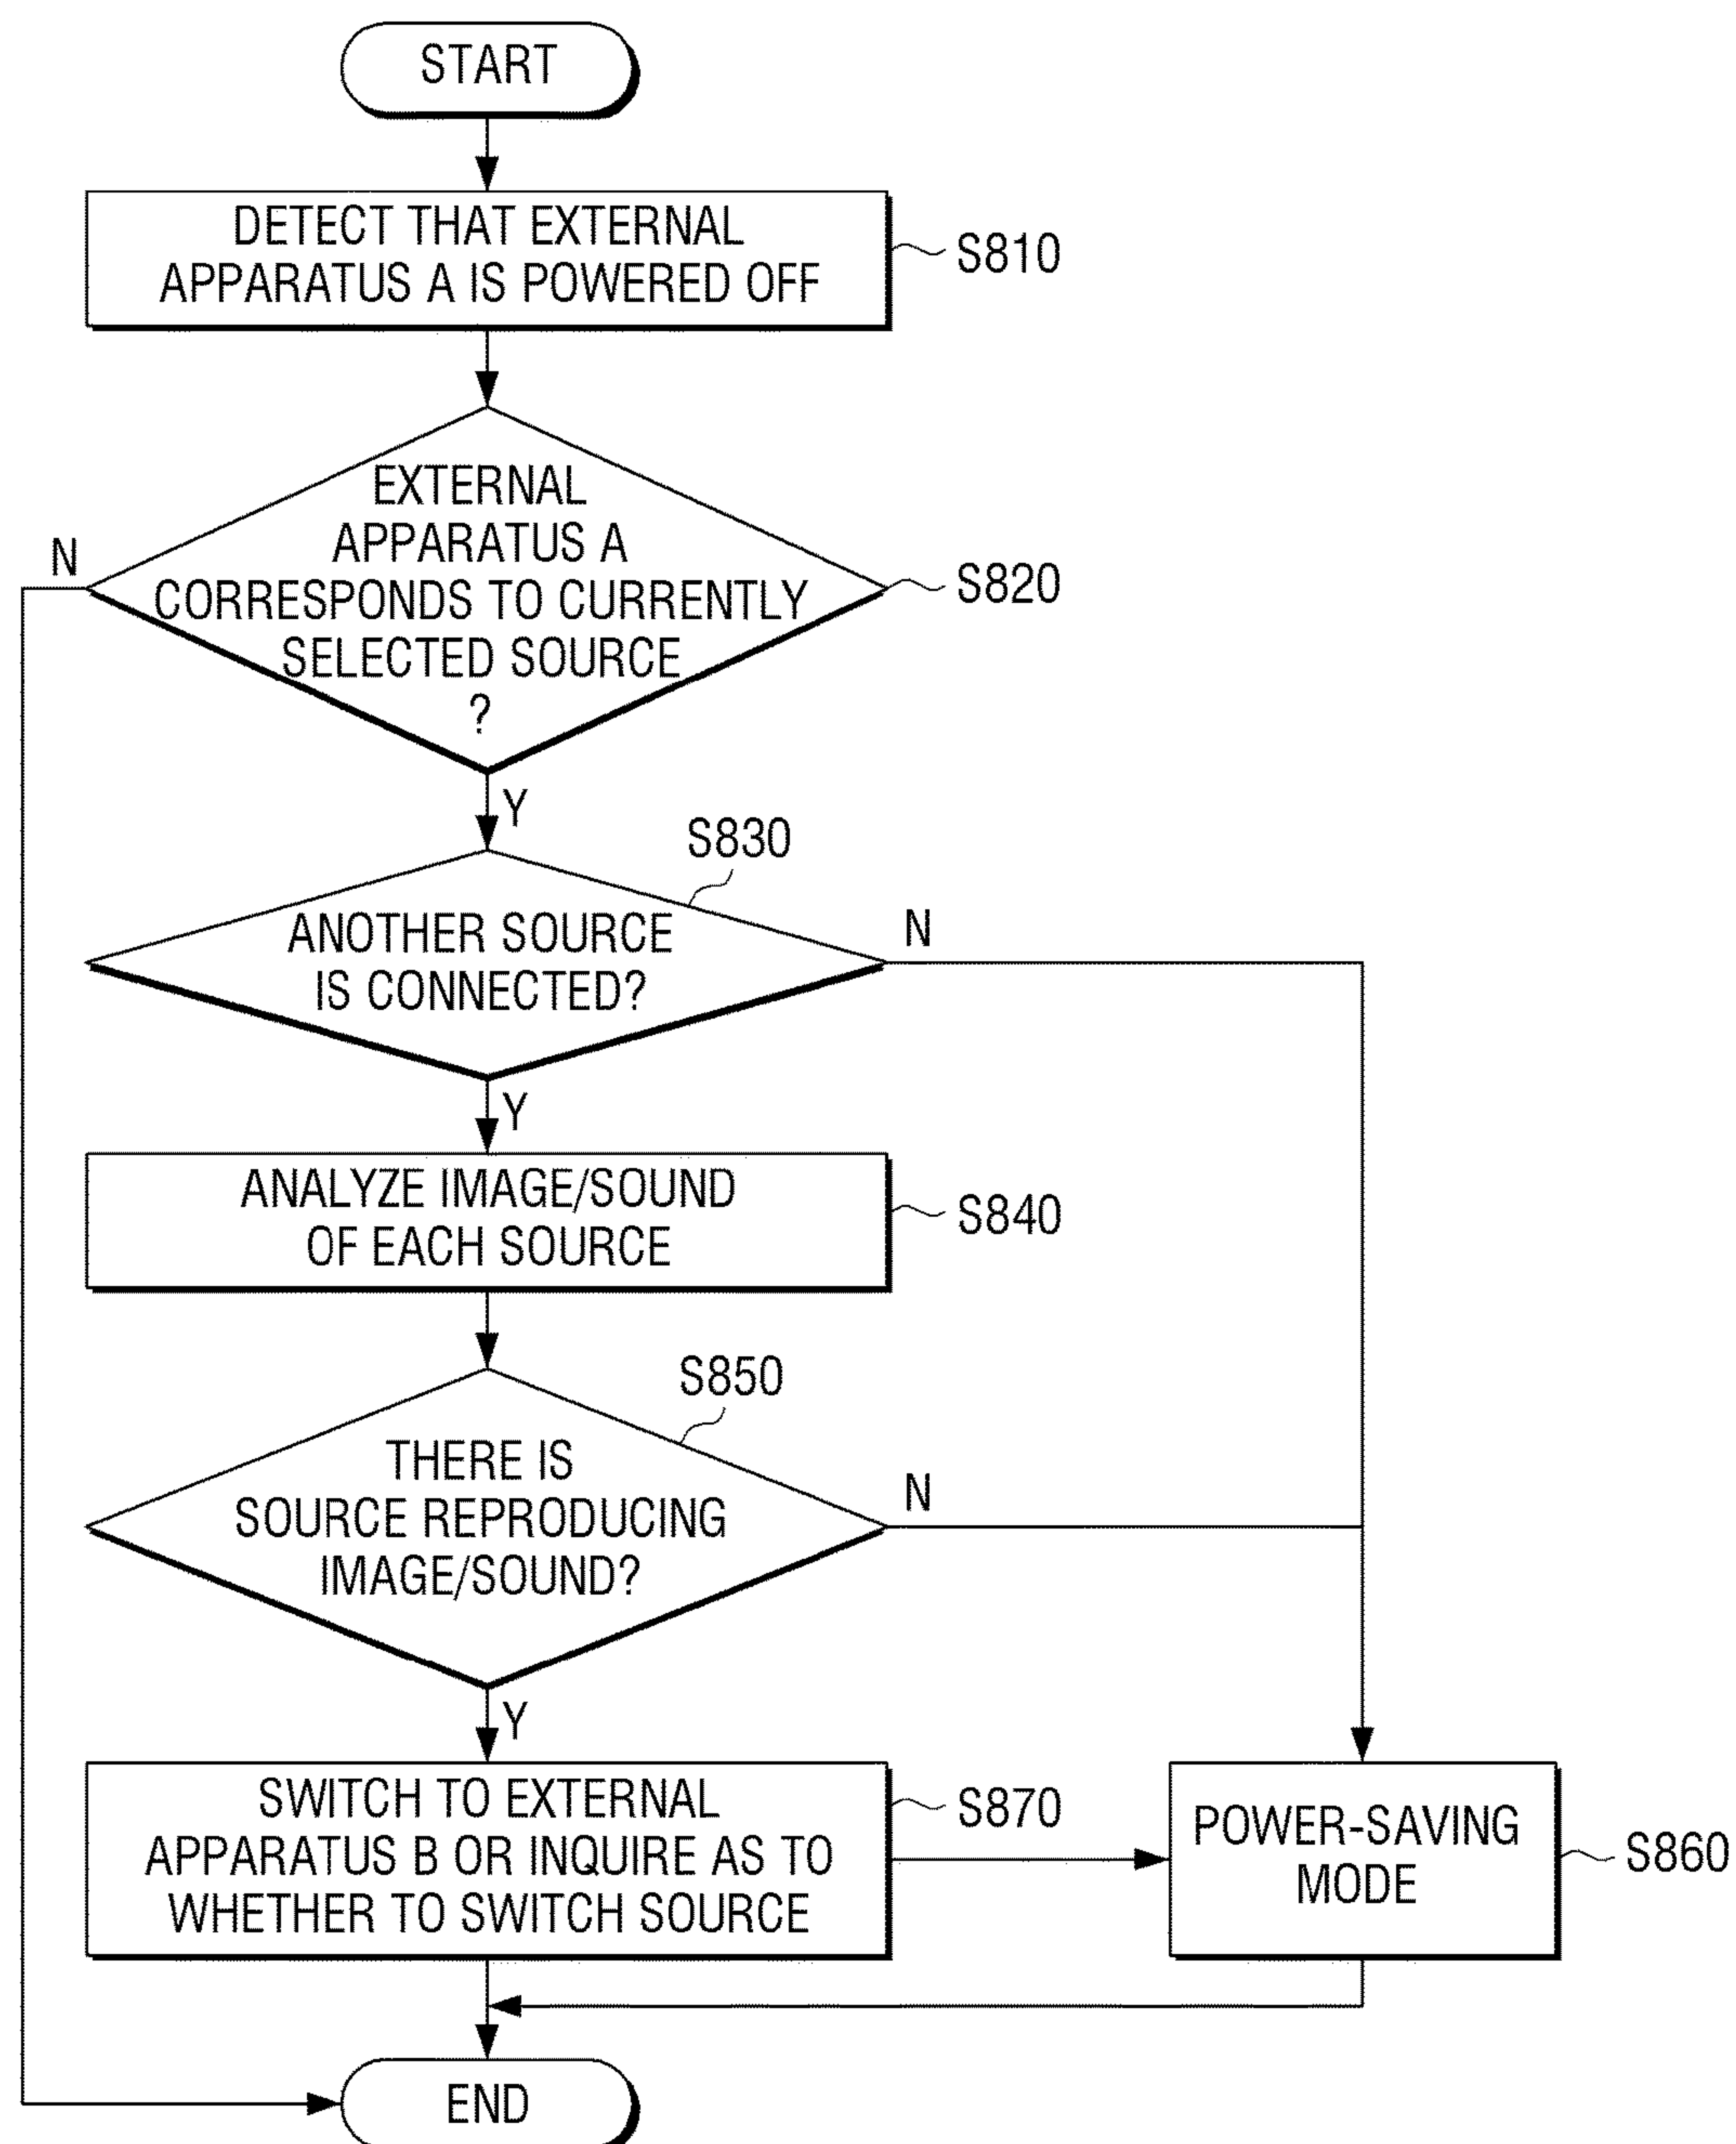 START
DETECT THAT EXTERNAL
APPARATUS A IS POWERED OFF
S810
EXTERNAL
APPARATUS A
CORRESPONDS TO CURRENTLY
SELECTED SOURCE
?
S820
N
Y
S830
ANOTHER SOURCE
IS CONNECTED?
N
Y
ANALYZE IMAGE/SOUND
OF EACH SOURCE
S840
S850
THERE IS
SOURCE REPRODUCING
IMAGE/SOUND?
N
Y
SWITCH TO EXTERNAL
APPARATUS B OR INQUIRE AS TO
WHETHER TO SWITCH SOURCE
S870
POWER-SAVING
MODE
S860
END